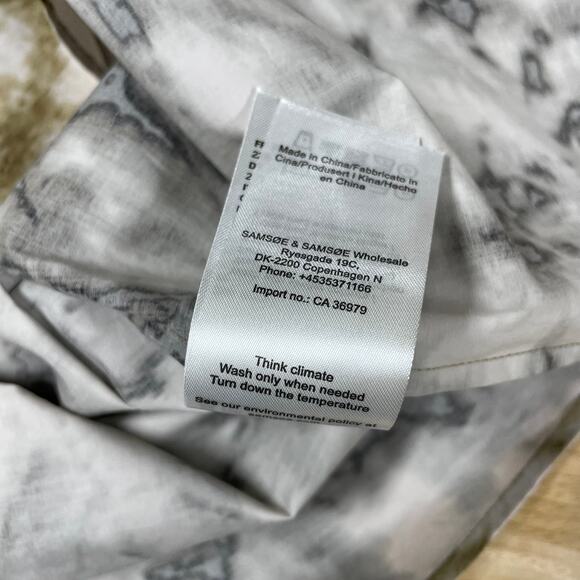 Made in China/Fabbricato in
Cina/Produsert i Kina/Hecho
en China
SAMSØE & SAMSØE Wholesale
Ryesgade 19C,
DK-2200 Copenhagen N
Phone: +4535371166
Import no.: CA 36979
Think climate
Wash only when needed
Turn down the temperature
See our environmental policy at